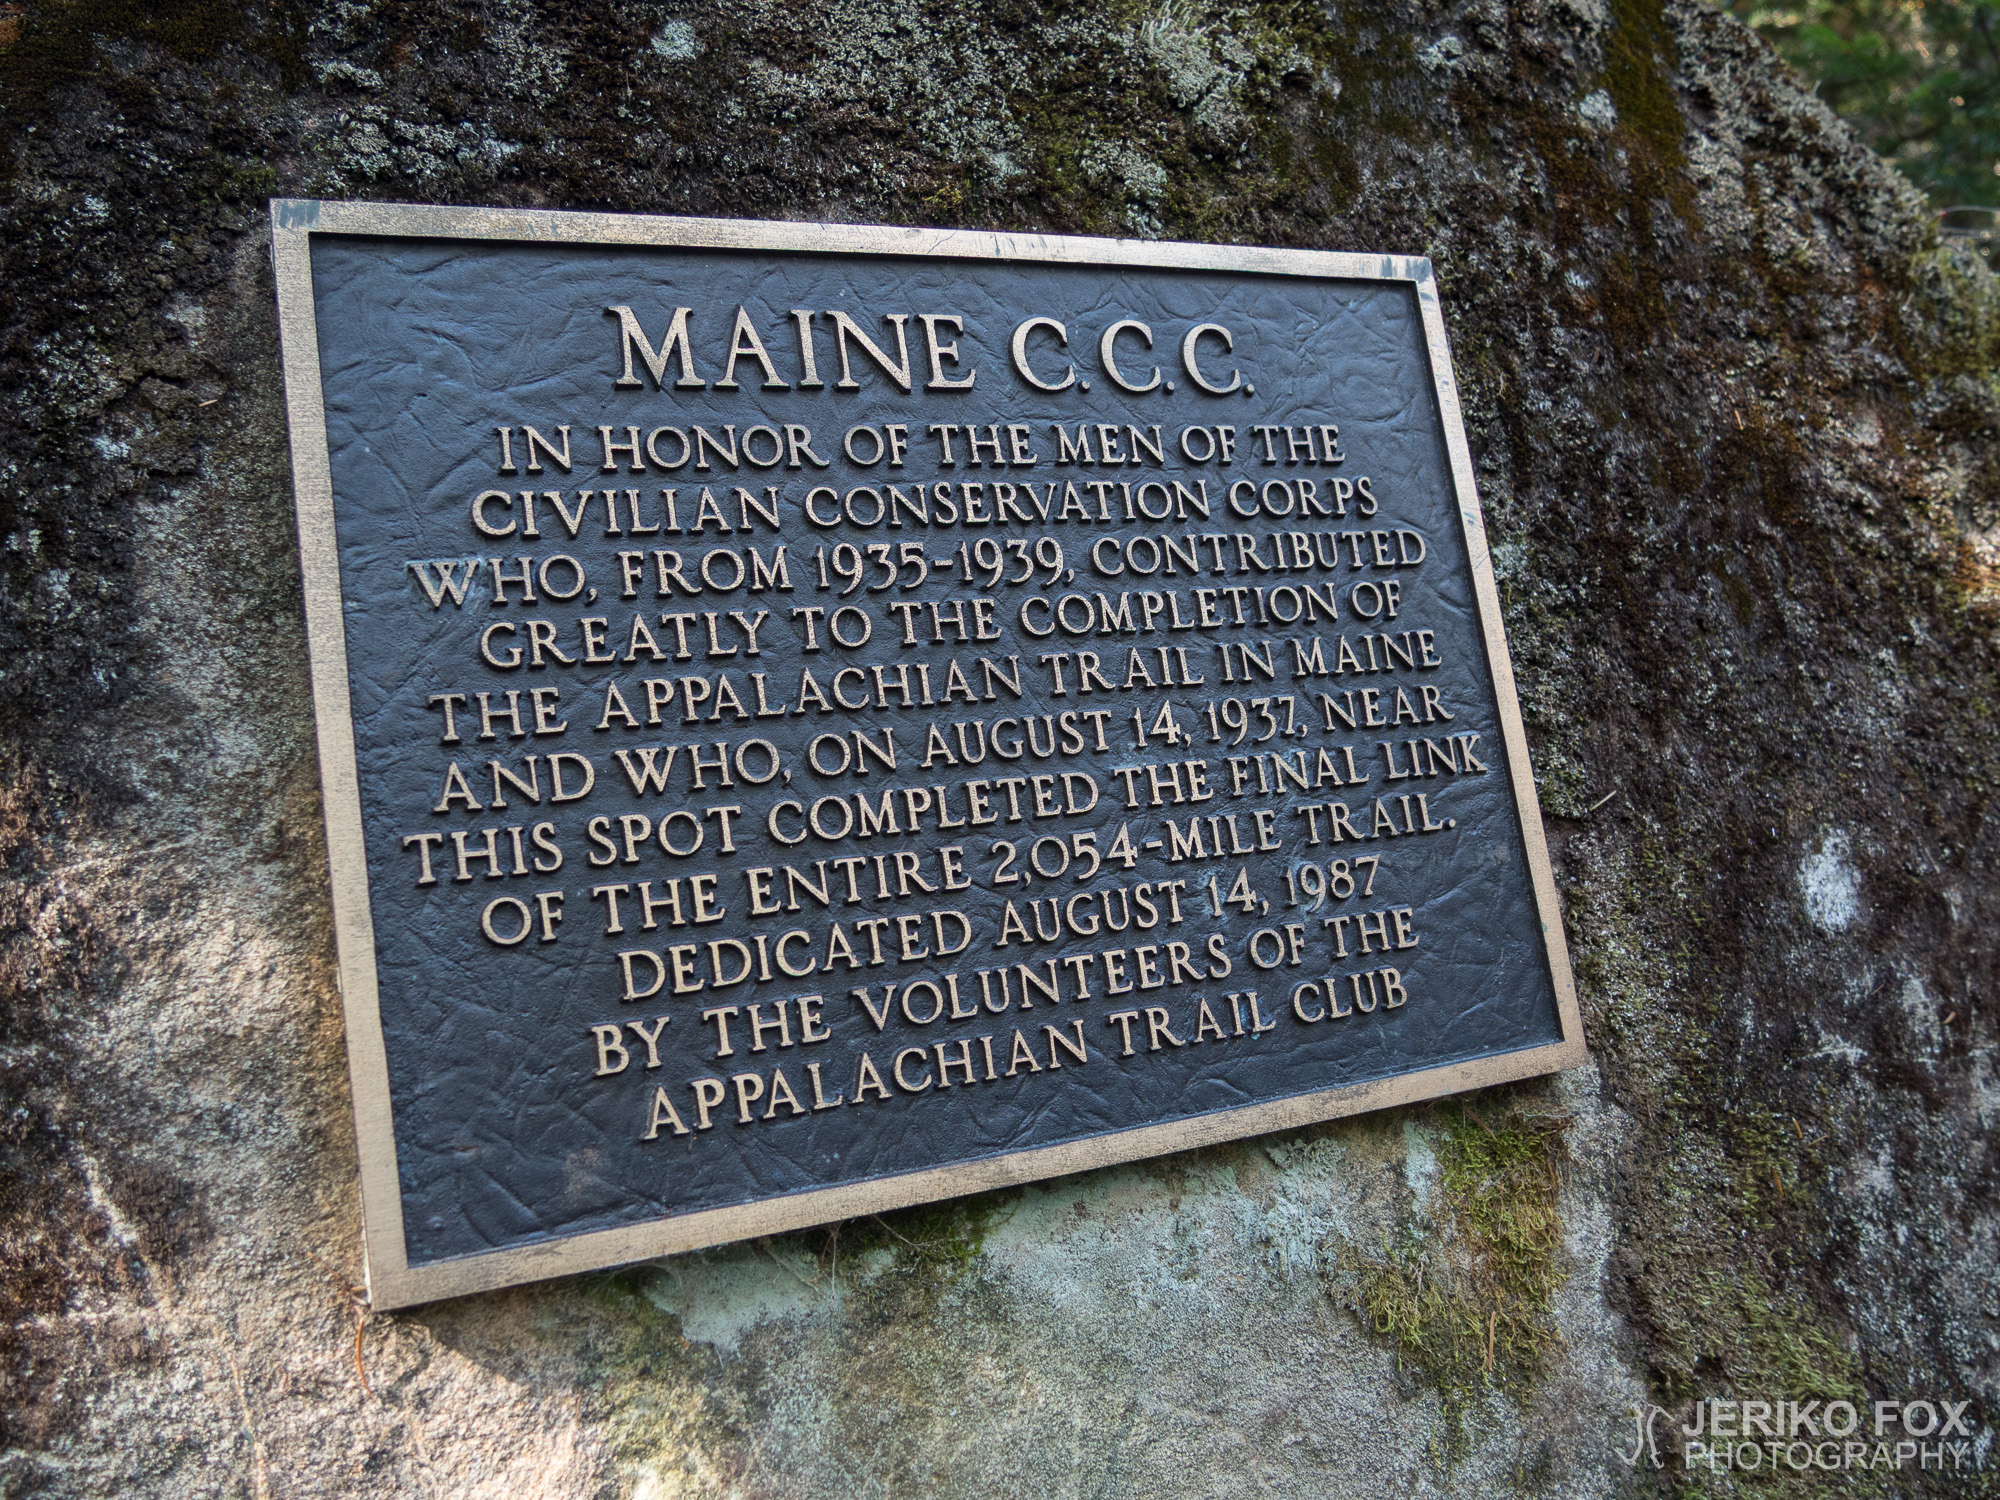 MAINE C.C.C.
IN HONOR OF THE MEN OF THE
CIVILIAN CONSERVATION CORPS
WHO, FROM 1935-1939, CONTRIBUTED
GREATLY TO THE COMPLETION OF
THE APPALACHIAN TRAIL IN MAINE
AND WHO, ON AUGUST 14, 1937, NEAR
THIS SPOT COMPLETED THE FINAL LINK
OF THE ENTIRE 2,054-MILE TRAIL.
DEDICATED AUGUST 14, 1987
BY THE VOLUNTEERS OF THE
APPALACHIAN TRAIL CLUB
JERIKO FOX
PHOTOGRAPHY